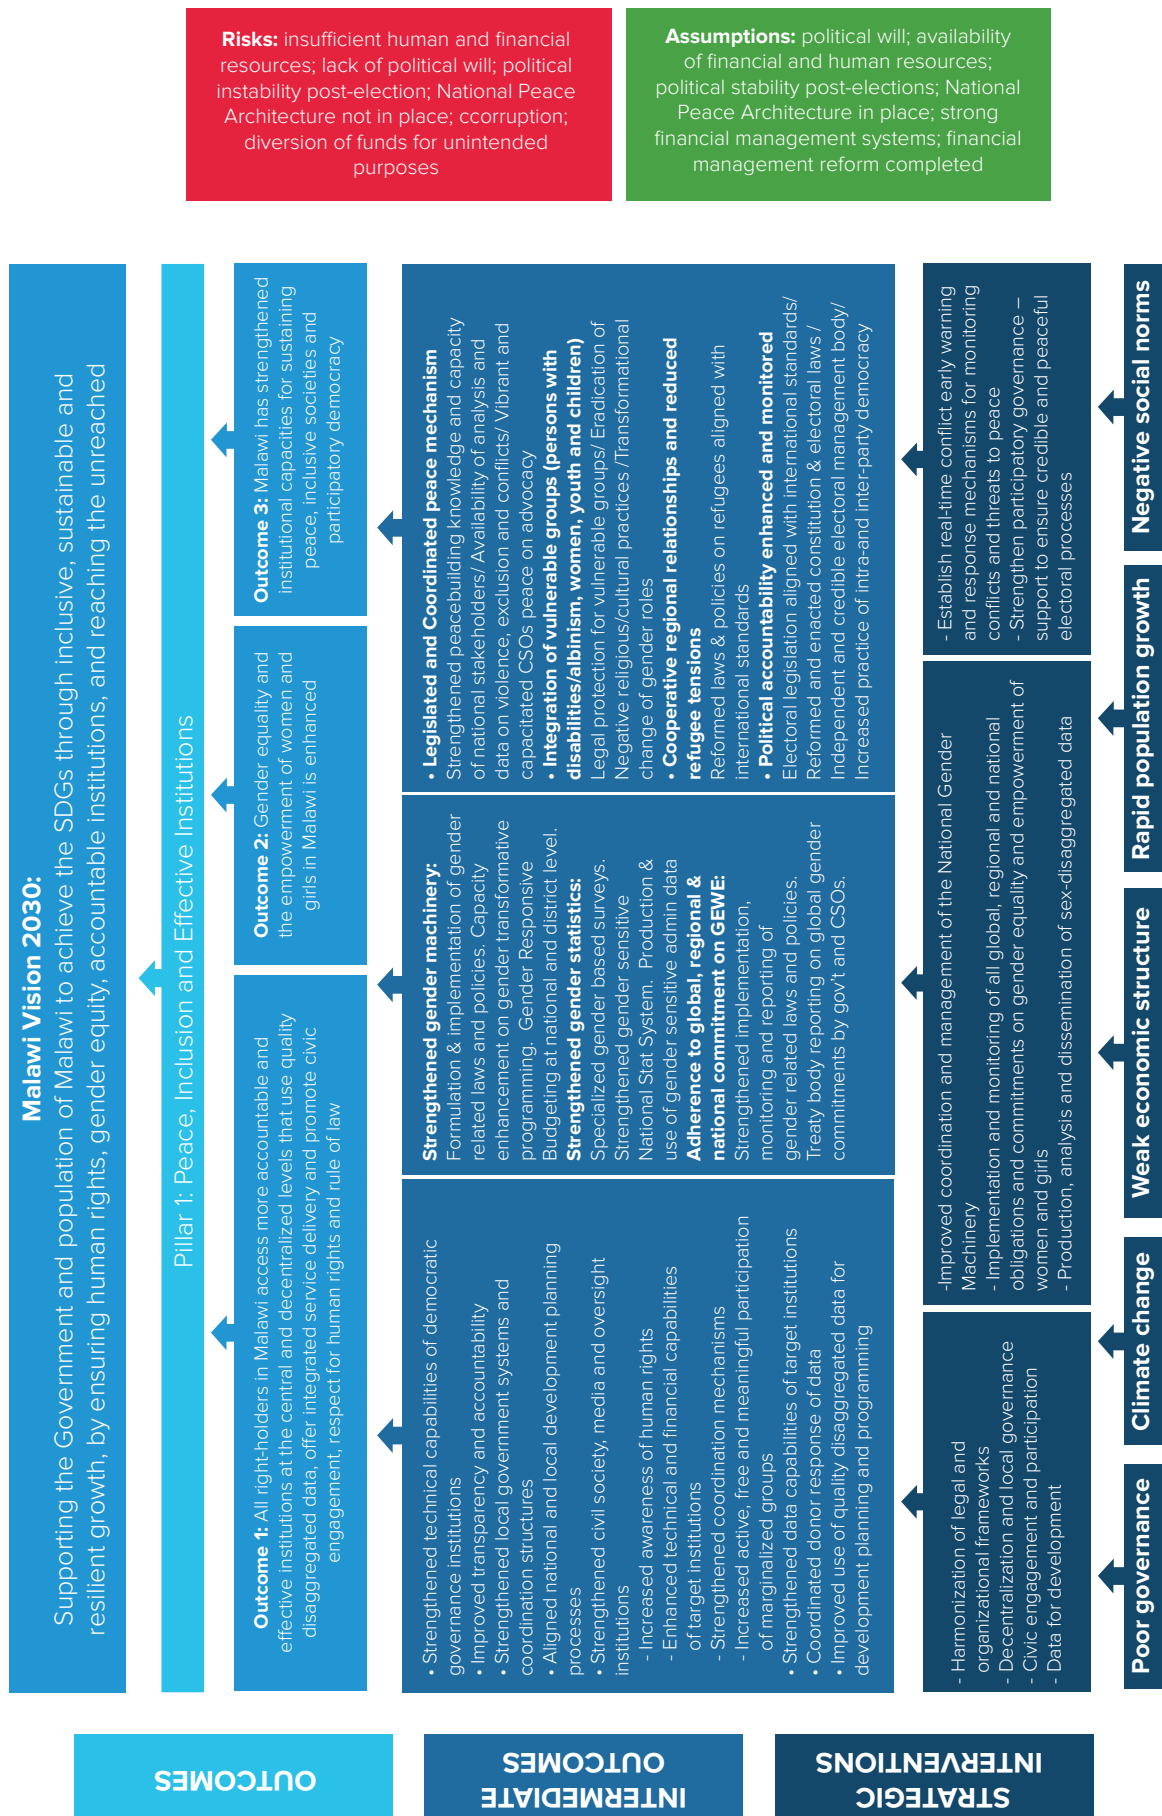 Risks: insufficient human and financial
resources; lack of political will; political
instability post-election; National Peace
Architecture not in place; ccorruption;
diversion of funds for unintended
purposes
Assumptions: political will; availability
of financial and human resources;
political stability post-elections; National
Peace Architecture in place; strong
financial management systems; financial
management reform completed
Malawi Vision 2030:
Supporting the Government and population of Malawi to achieve the SDGs through inclusive, sustainable and
resilient growth, by ensuring human rights, gender equity, accountable institutions, and reaching the unreached
OUTCOMES
Pillar 1: Peace, Inclusion and Effective Institutions
Outcome 1: All right-holders in Malawi access more accountable and
effective institutions at the central and decentralized levels that use quality
disaggregated data, offer integrated service delivery and promote civic
engagement, respect for human rights and rule of law
Outcome 2: Gender equality and
the empowerment of women and
girls in Malawi is enhanced
Outcome 3: Malawi has strengthened
institutional capacities for sustaining
peace, inclusive societies and
participatory democracy
INTERMEDIATE
OUTCOMES
• Strengthened technical capabilities of democratic
governance institutions
• Improved transparency and accountability
• Strengthened local government systems and
coordination structures
• Aligned national and local development planning
processes
• Strengthened civil society, media and oversight
institutions
- Increased awareness of human rights
- Enhanced technical and financial capabilities
of target institutions
- Strengthened coordination mechanisms
- Increased active, free and meaningful participation
of marginalized groups
• Strengthened data capabilities of target institutions
• Coordinated donor response of data
• Improved use of quality disaggregated data for
development planning and programming
Strengthened gender machinery:
Formulation & implementation of gender
related laws and policies. Capacity
enhancement on gender transformative
programming. Gender Responsive
Budgeting at national and district level.
Strengthened gender statistics:
Specialized gender based surveys.
Strengthened gender sensitive
National Stat System. Production &
use of gender sensitive admin data
Adherence to global, regional &
national commitment on GEWE:
Strengthened implementation,
monitoring and reporting of
gender related laws and policies.
Treaty body reporting on global gender
commitments by gov't and CSOs.
• Legislated and Coordinated peace mechanism
Strengthened peacebuilding knowledge and capacity
of national stakeholders/ Availability of analysis and
data on violence, exclusion and conflicts/ Vibrant and
capacitated CSOs peace on advocacy
• Integration of vulnerable groups (persons with
disabilities/albinism, women, youth and children)
Legal protection for vulnerable groups/ Eradication of
Negative religious/cultural practices /Transformational
change of gender roles
• Cooperative regional relationships and reduced
refugee tensions
Reformed laws & policies on refugees aligned with
international standards
• Political accountability enhanced and monitored
Electoral legislation aligned with international standards/
Reformed and enacted constitution & electoral laws /
Independent and credible electoral management body/
Increased practice of intra-and inter-party democracy
STRATEGIC
INTERVENTIONS
- Harmonization of legal and
organizational frameworks
- Decentralization and local governance
- Civic engagement and participation
- Data for development
-Improved coordination and management of the National Gender
Machinery
- Implementation and monitoring of all global, regional and national
obligations and commitments on gender equality and empowerment of
women and girls
- Production, analysis and dissemination of sex-disaggregated data
- Establish real-time conflict early warning
and response mechanisms for monitoring
conflicts and threats to peace
- Strengthen participatory governance –
support to ensure credible and peaceful
electoral processes
Poor governance
Climate change
Weak economic structure
Rapid population growth
Negative social norms